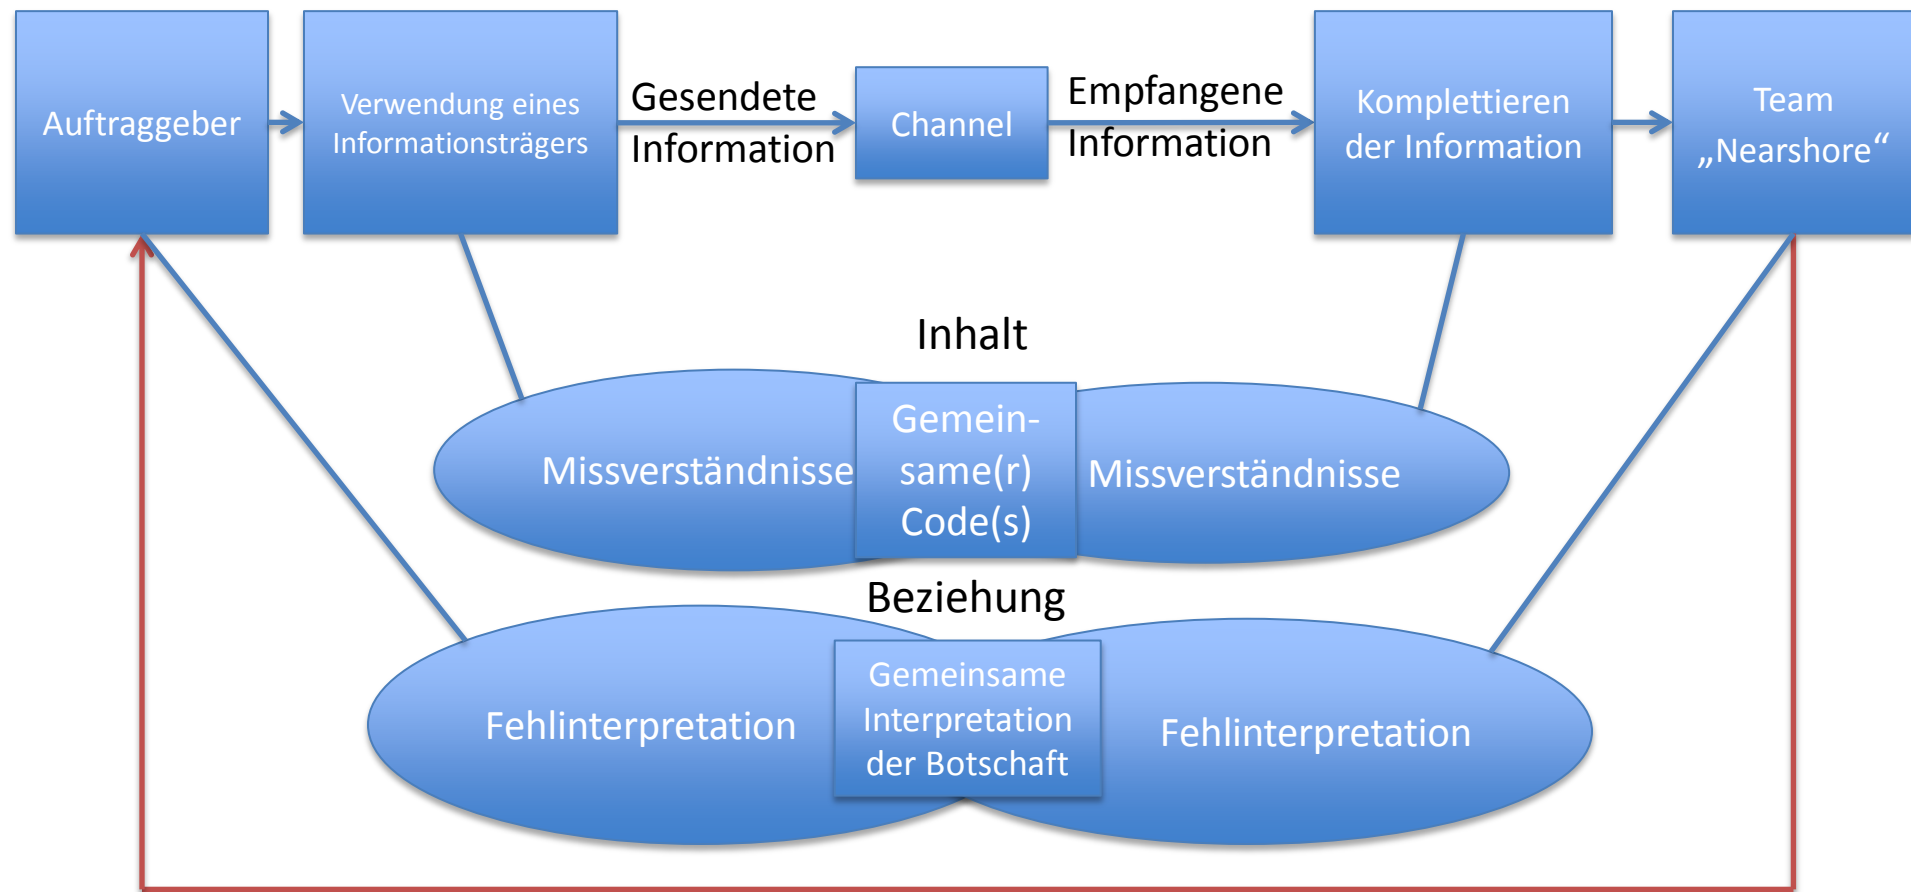 Auftraggeber
Verwendung eines
Informationsträgers
Gesendete
Information
Channel
Empfangene
Information
Komplettieren
der Information
Team
„Nearshore“
Inhalt
Missverständnisse
Gemein-
same(r)
Code(s)
Missverständnisse
Beziehung
Fehlinterpretation
Gemeinsame
Interpretation
der Botschaft
Fehlinterpretation